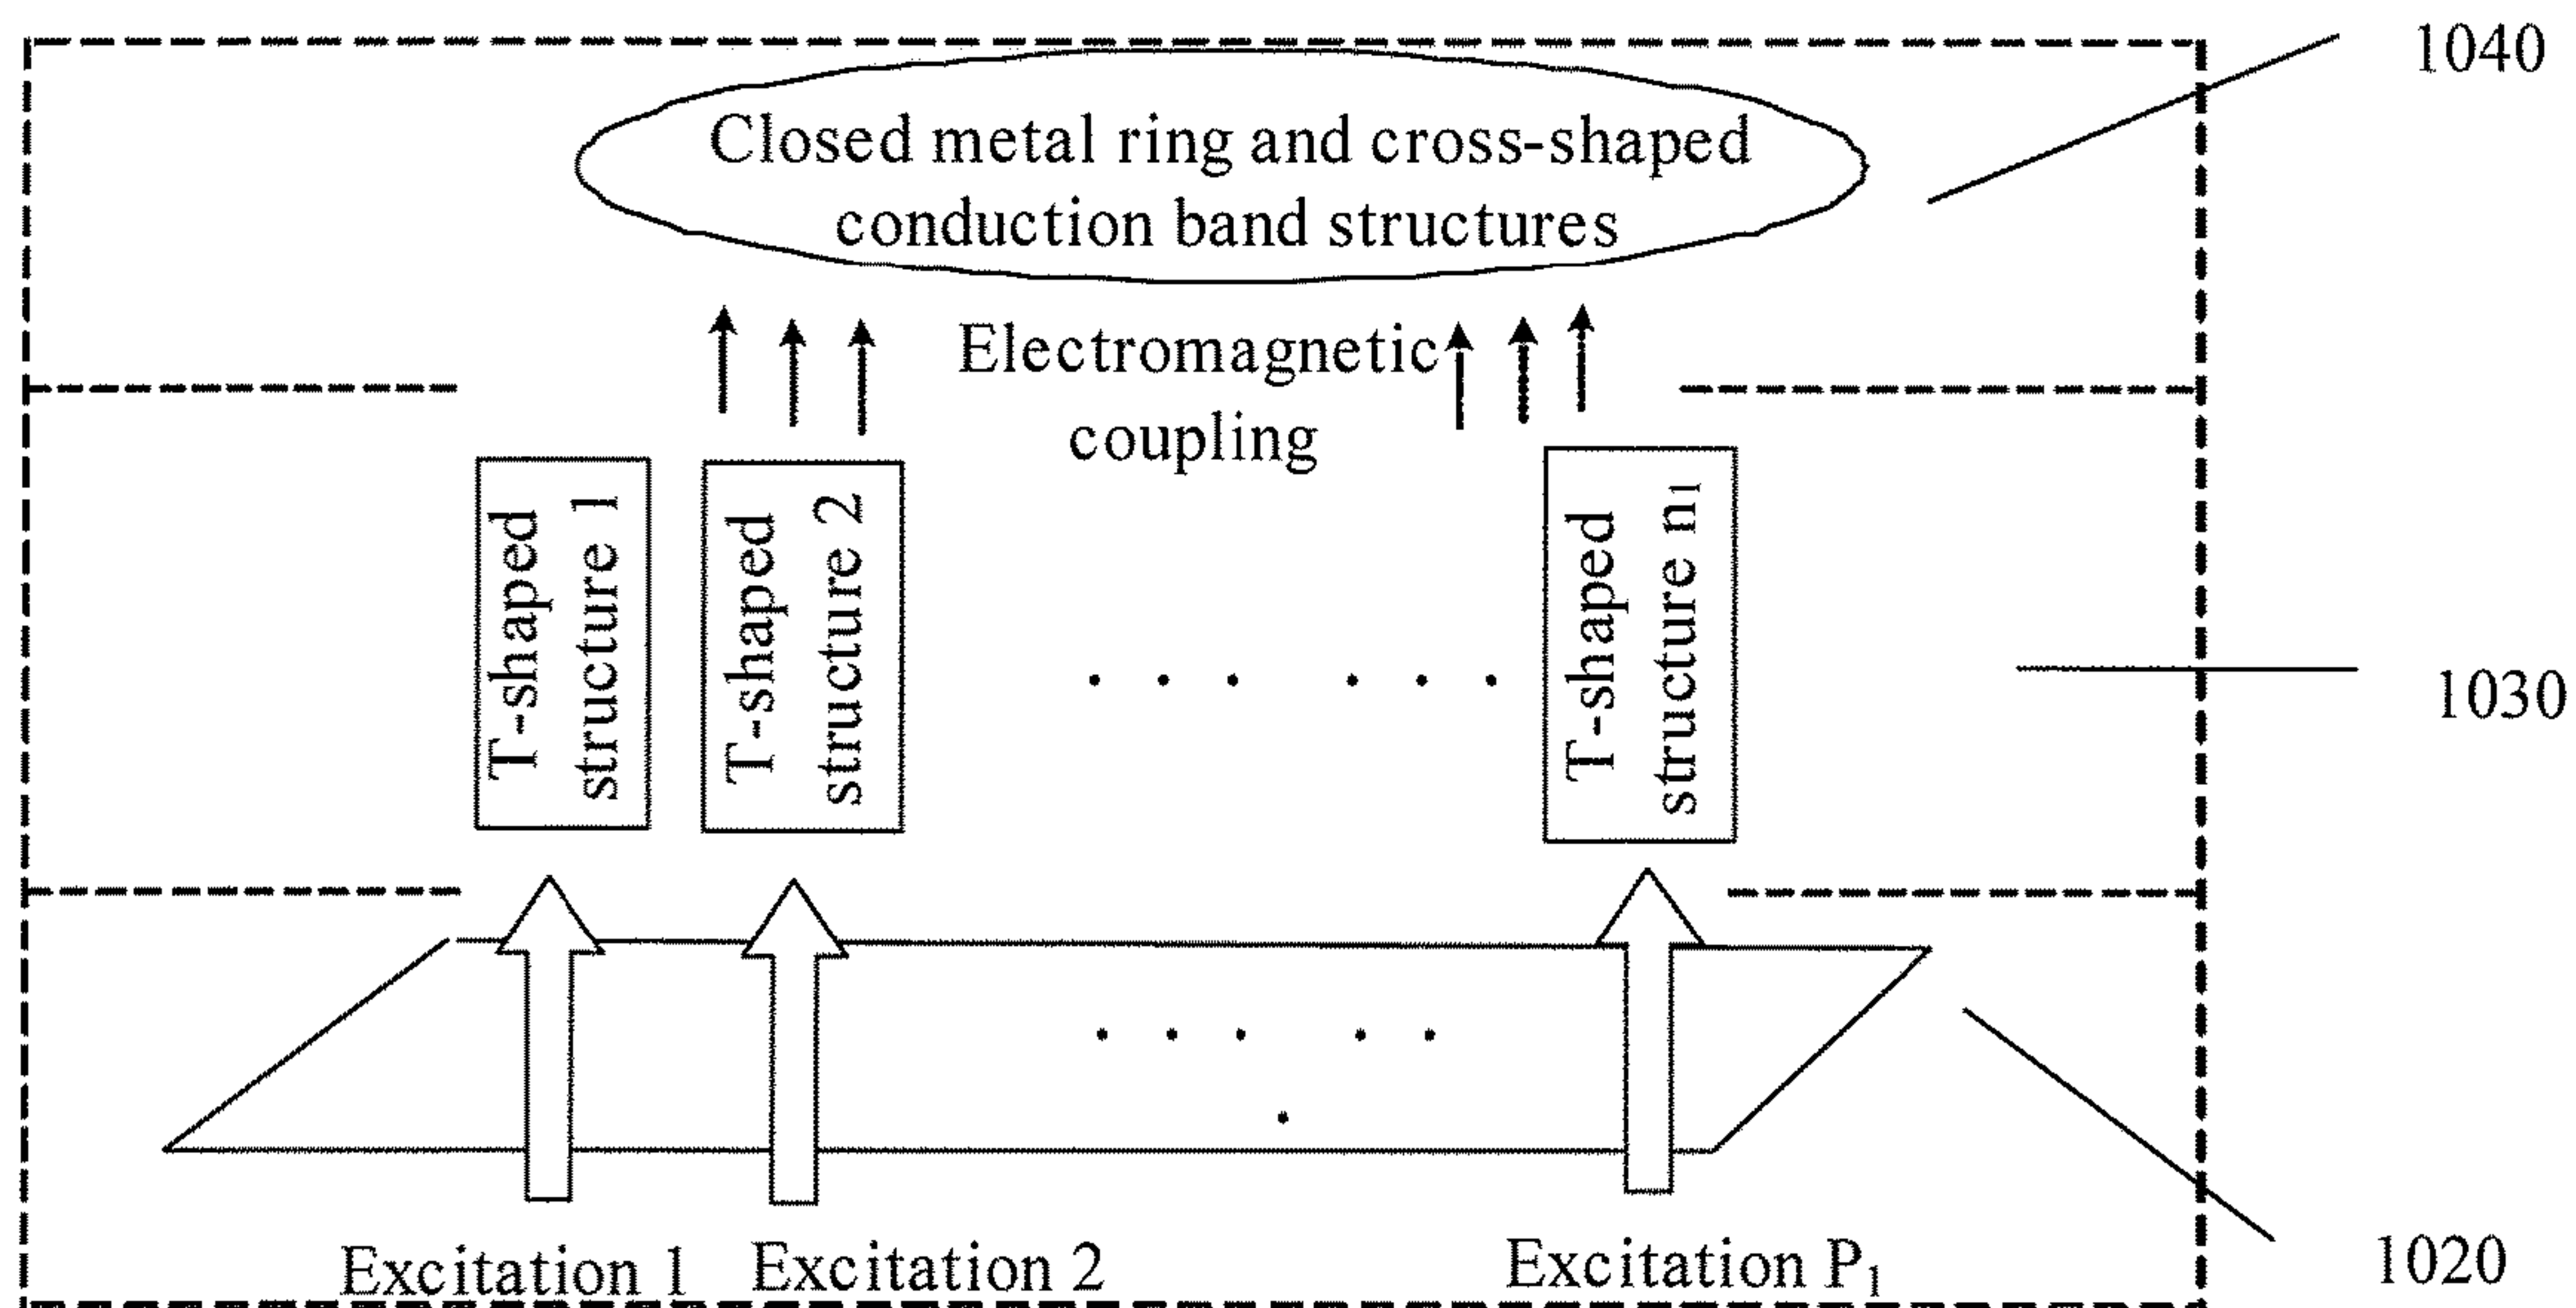 1040
Closed metal ring and cross-shaped
conduction band structures
Electromagnetic
coupling
T-shaped
structure 1
T-shaped
structure 2
T-shaped
structure n₁
1030
Excitation 1
Excitation 2
Excitation P₁
1020